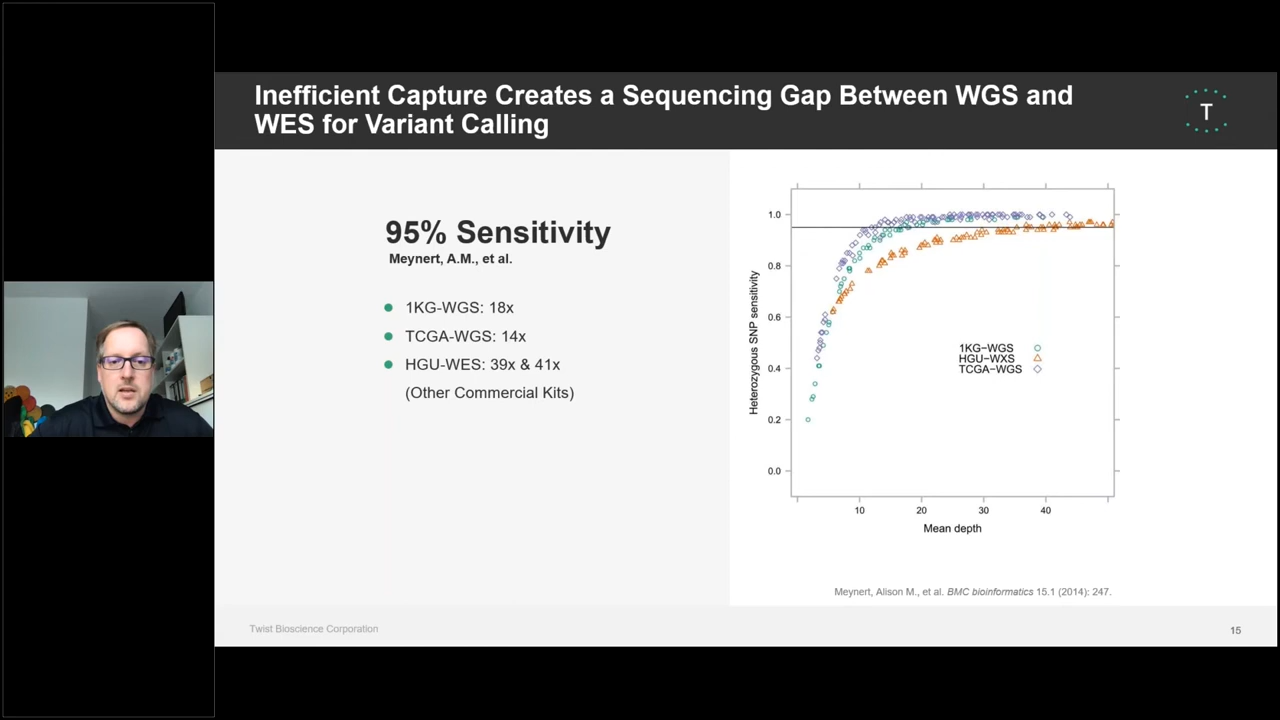 Inefficient Capture Creates a Sequencing Gap Between WGS and
WES for Variant Calling
T
95% Sensitivity
Meynert, A.M., et al.
1KG-WGS: 18x
TCGA-WGS: 14x
HGU-WES: 39x & 41x
(Other Commercial Kits)
Heterozygous SNP sensitivity
1.0
0.8
0.6
0.4
0.2
0.0
1KG−WGS
HGU−WXS
TCGA−WGS
10 20 30 40
Mean depth
Meynert, Alison M., et al. BMC bioinformatics 15.1 (2014): 247.
Twist Bioscience Corporation
15